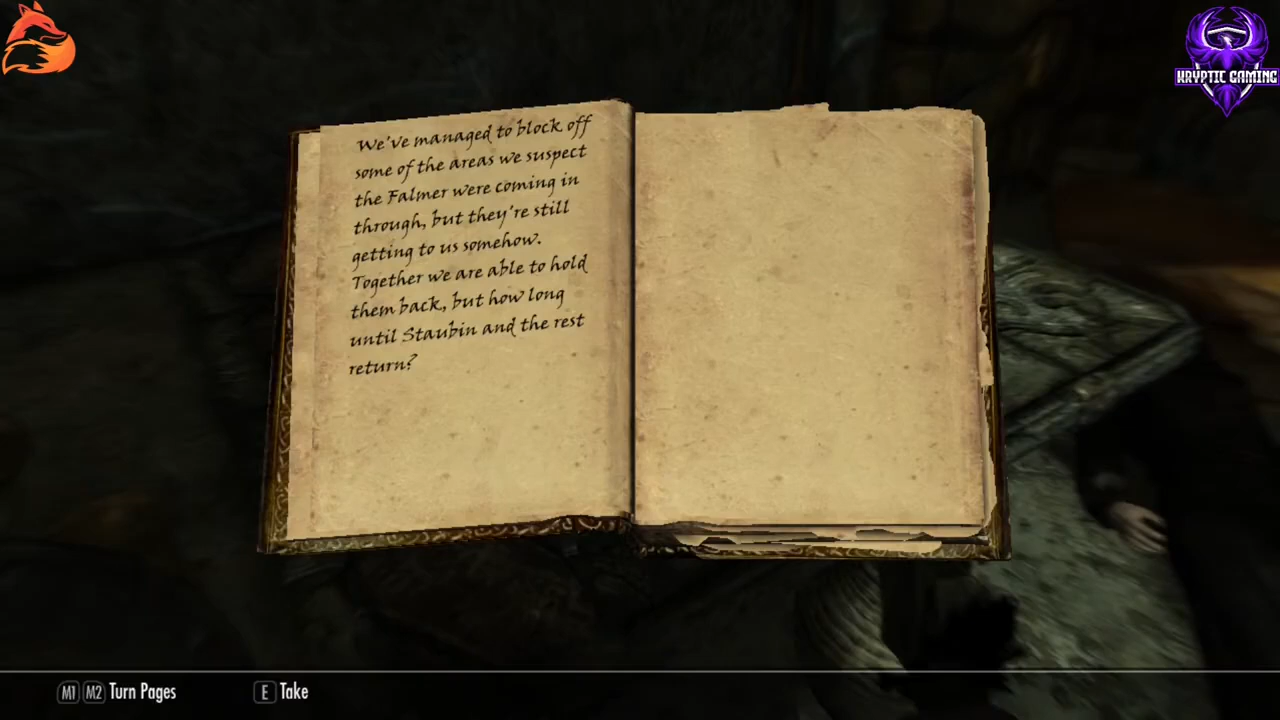 KRYPTIC GAMING
We've managed to block off
some of the areas we suspect
the Falmer were coming in
through, but they're still
getting to us somehow.
Together we are able to hold
them back, but how long
until Staubin and the rest
return?
M1 M2 Turn Pages
E Take